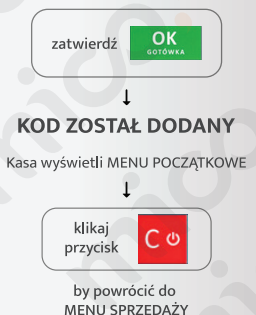 zatwierdź OK
GOTÓWKA
KOD ZOSTAŁ DODANY
Kasa wyświetli MENU POCZĄTKOWE
klikaj
przycisk C
by powrócić do
MENU SPRZEDAŻY